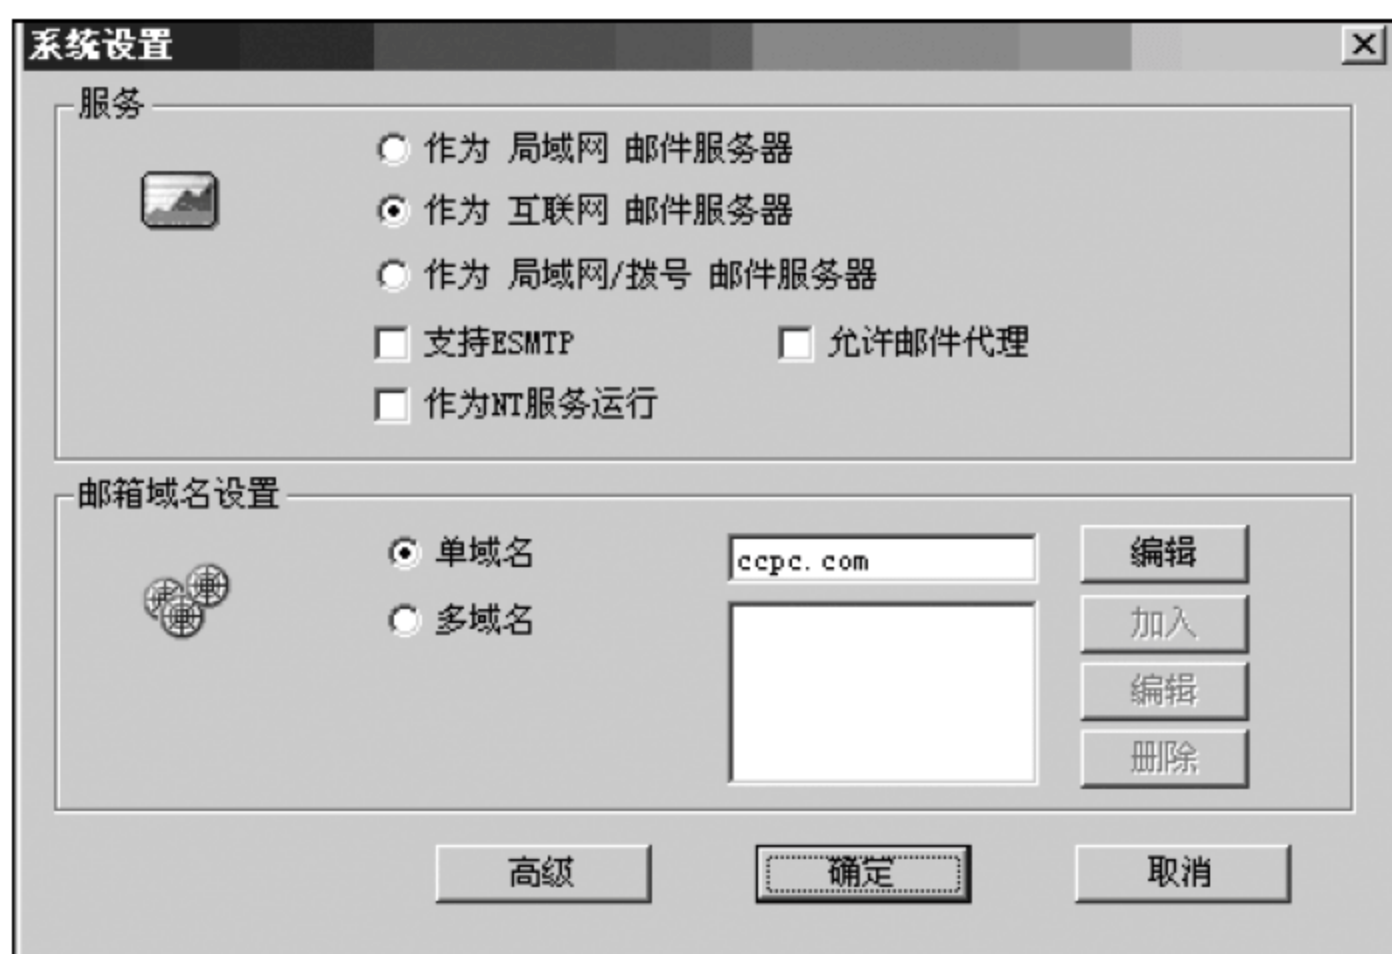 系统设置
服务
作为 局域网 邮件服务器
作为 互联网 邮件服务器
作为 局域网/拨号 邮件服务器
支持ESMTP 允许邮件代理
作为NT服务运行
邮箱域名设置
单域名 ccpc.com 编辑
多域名 加入
编辑
删除
高级 确定 取消